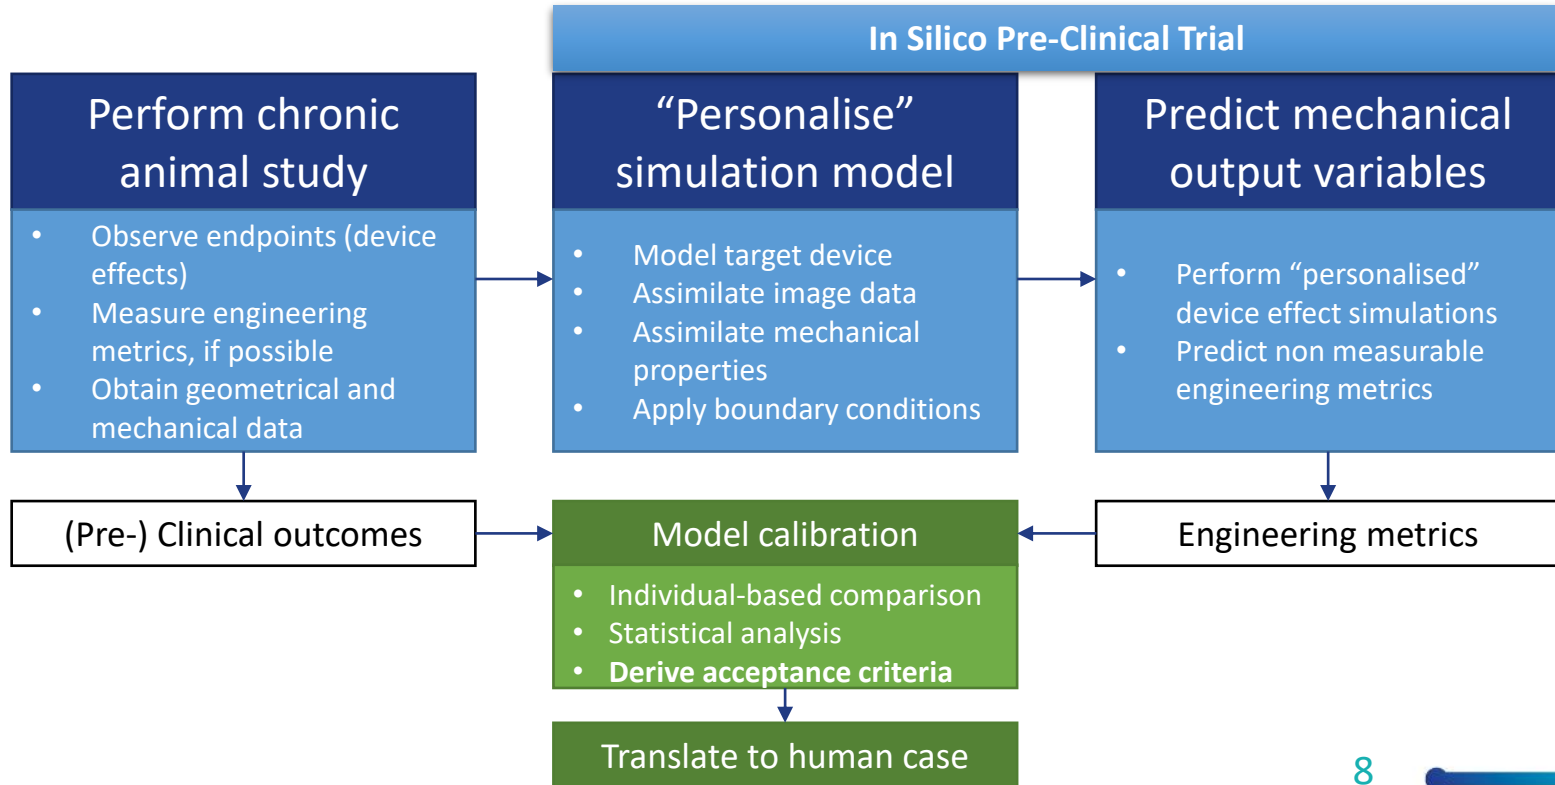 In Silico Pre-Clinical Trial
Perform chronic
animal study
• Observe endpoints (device
effects)
• Measure engineering
metrics, if possible
• Obtain geometrical and
mechanical data
“Personalise”
simulation model
• Model target device
• Assimilate image data
• Assimilate mechanical
properties
• Apply boundary conditions
Predict mechanical
output variables
• Perform “personalised”
device effect simulations
• Predict non measurable
engineering metrics
(Pre-) Clinical outcomes
Model calibration
• Individual-based comparison
• Statistical analysis
• Derive acceptance criteria
Engineering metrics
Translate to human case
8